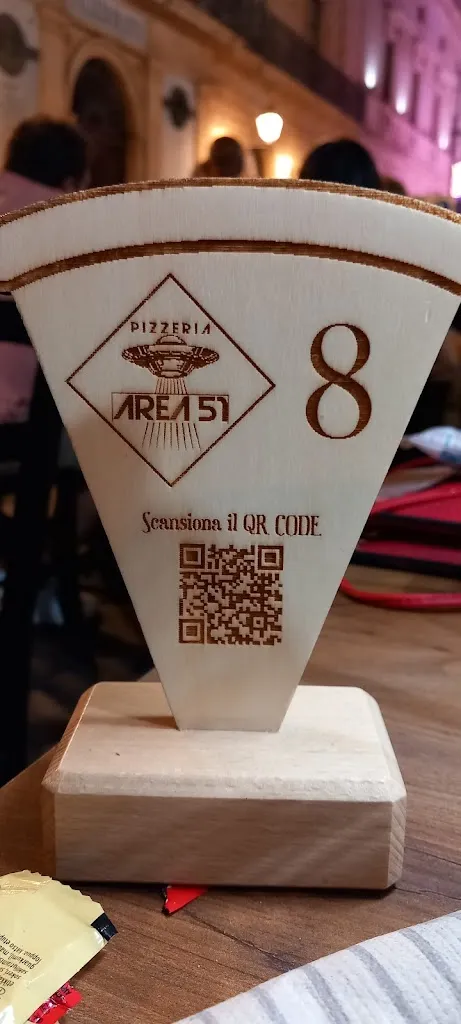 PIZZERIA
AREA 51
8
Scansiona il QR CODE